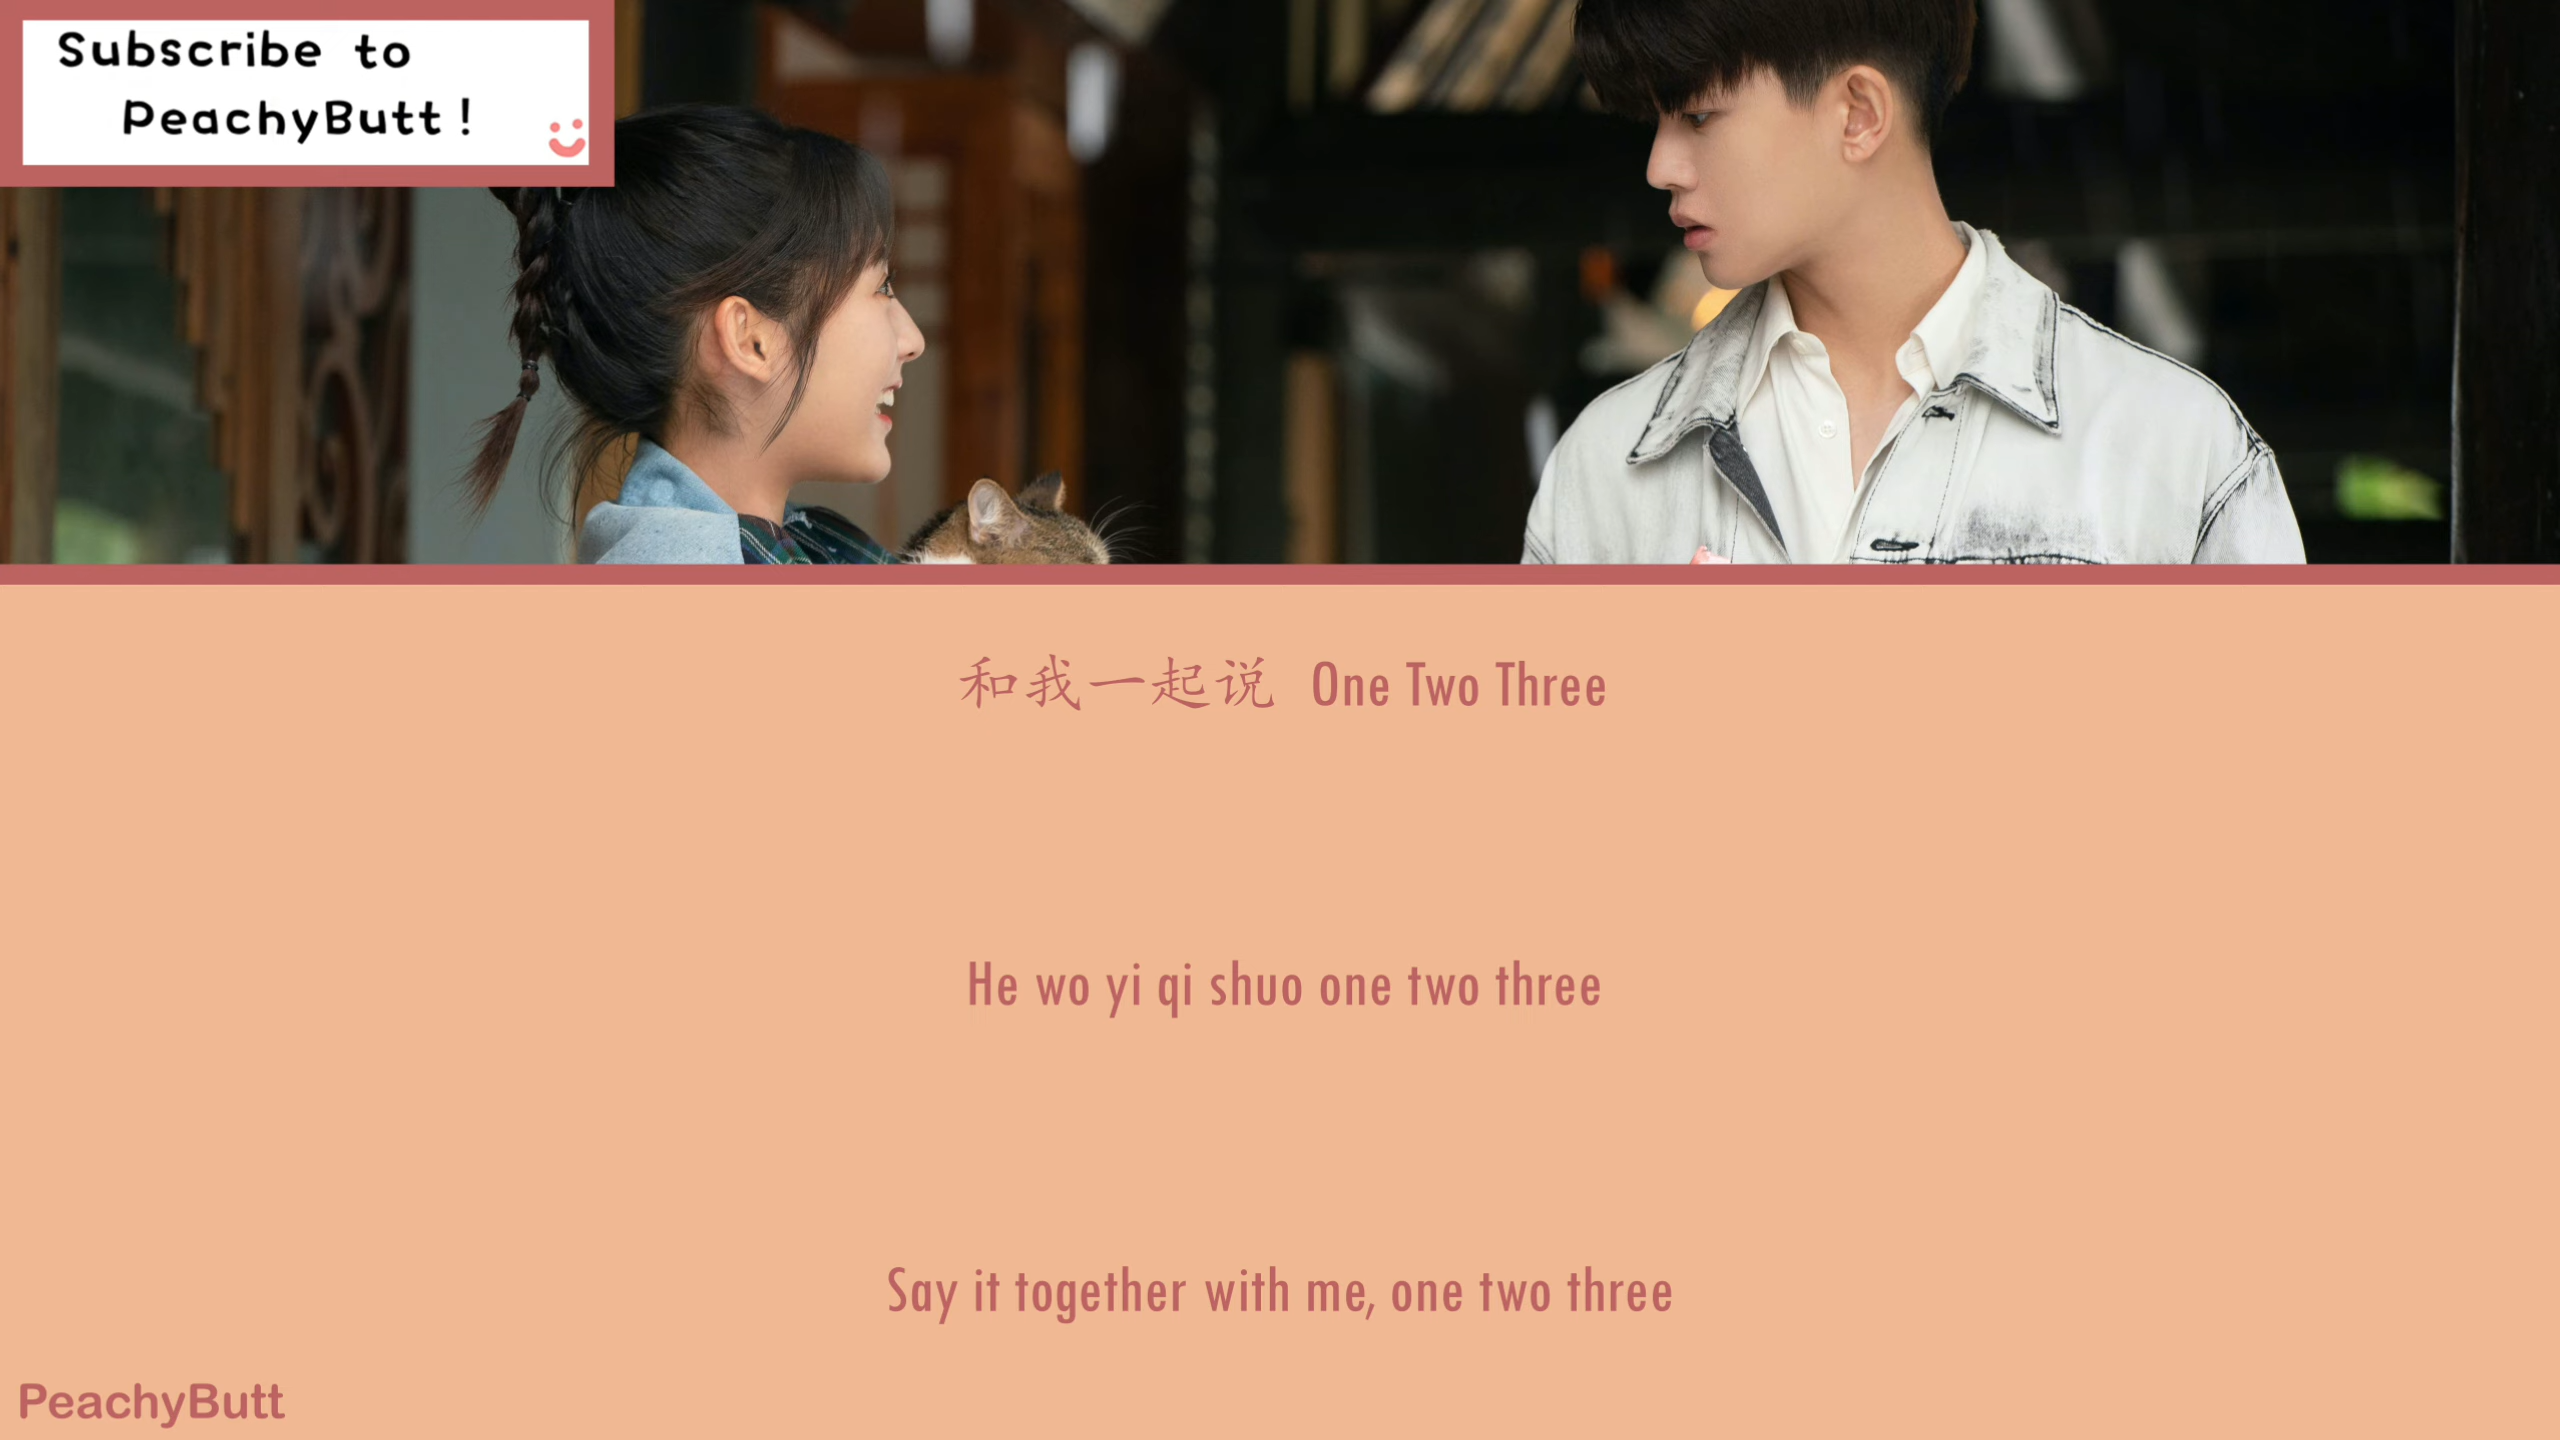 Subscribe to
PeachyButt!
和我一起说 One Two Three
He wo yi qi shuo one two three
Say it together with me, one two three
PeachyButt